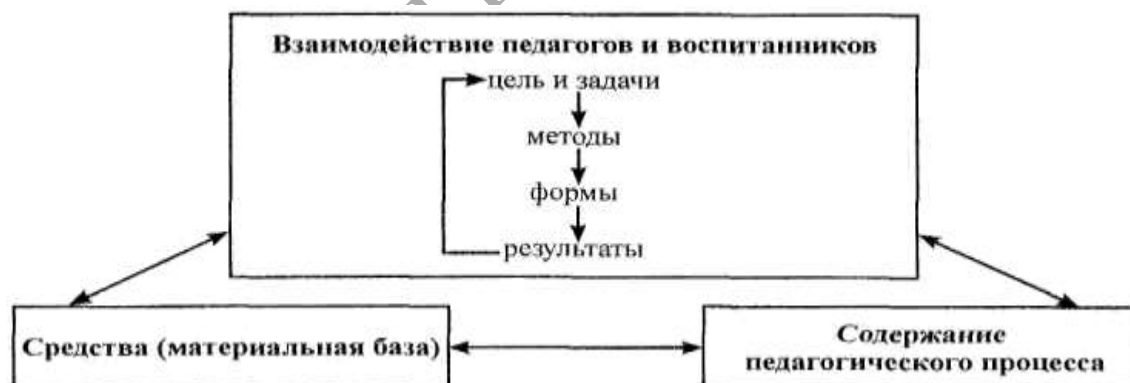 Взаимодействие педагогов и воспитанников
цель и задачи
методы
формы
результаты
Средства (материальная база)
Содержание
педагогического процесса